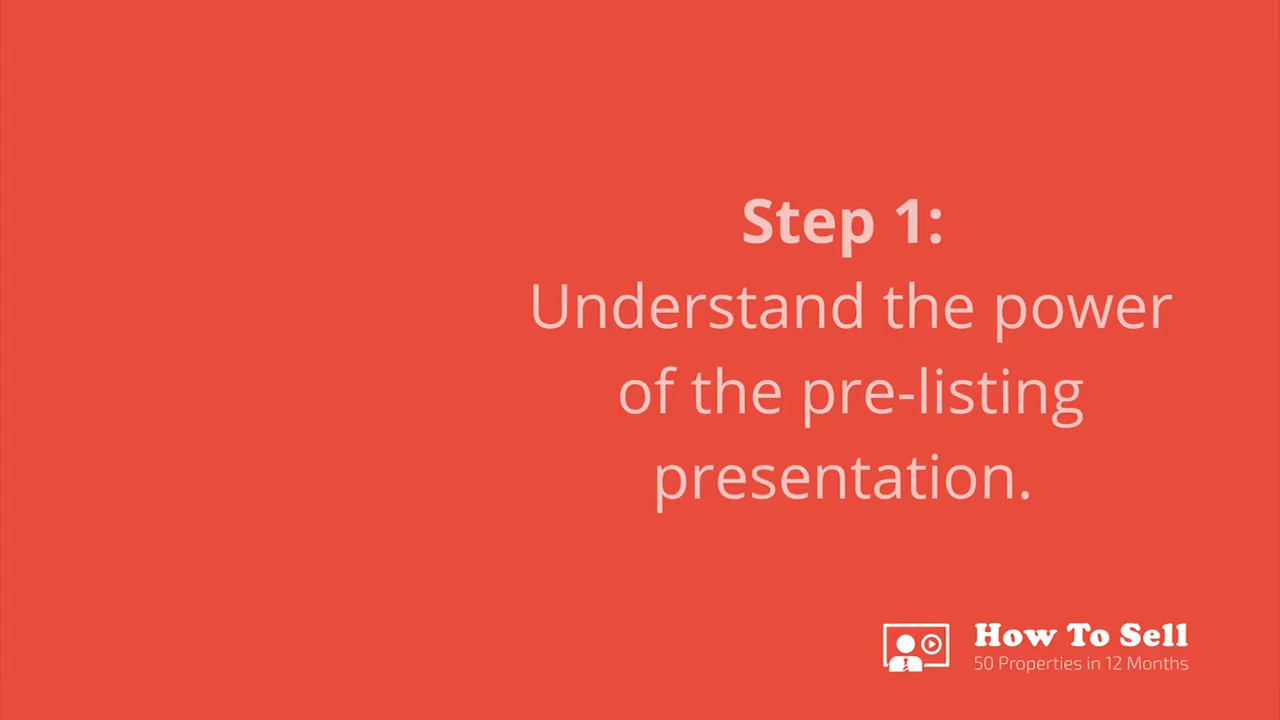 Step 1:
Understand the power
of the pre-listing
presentation.
How To Sell
50 Properties in 12 Months